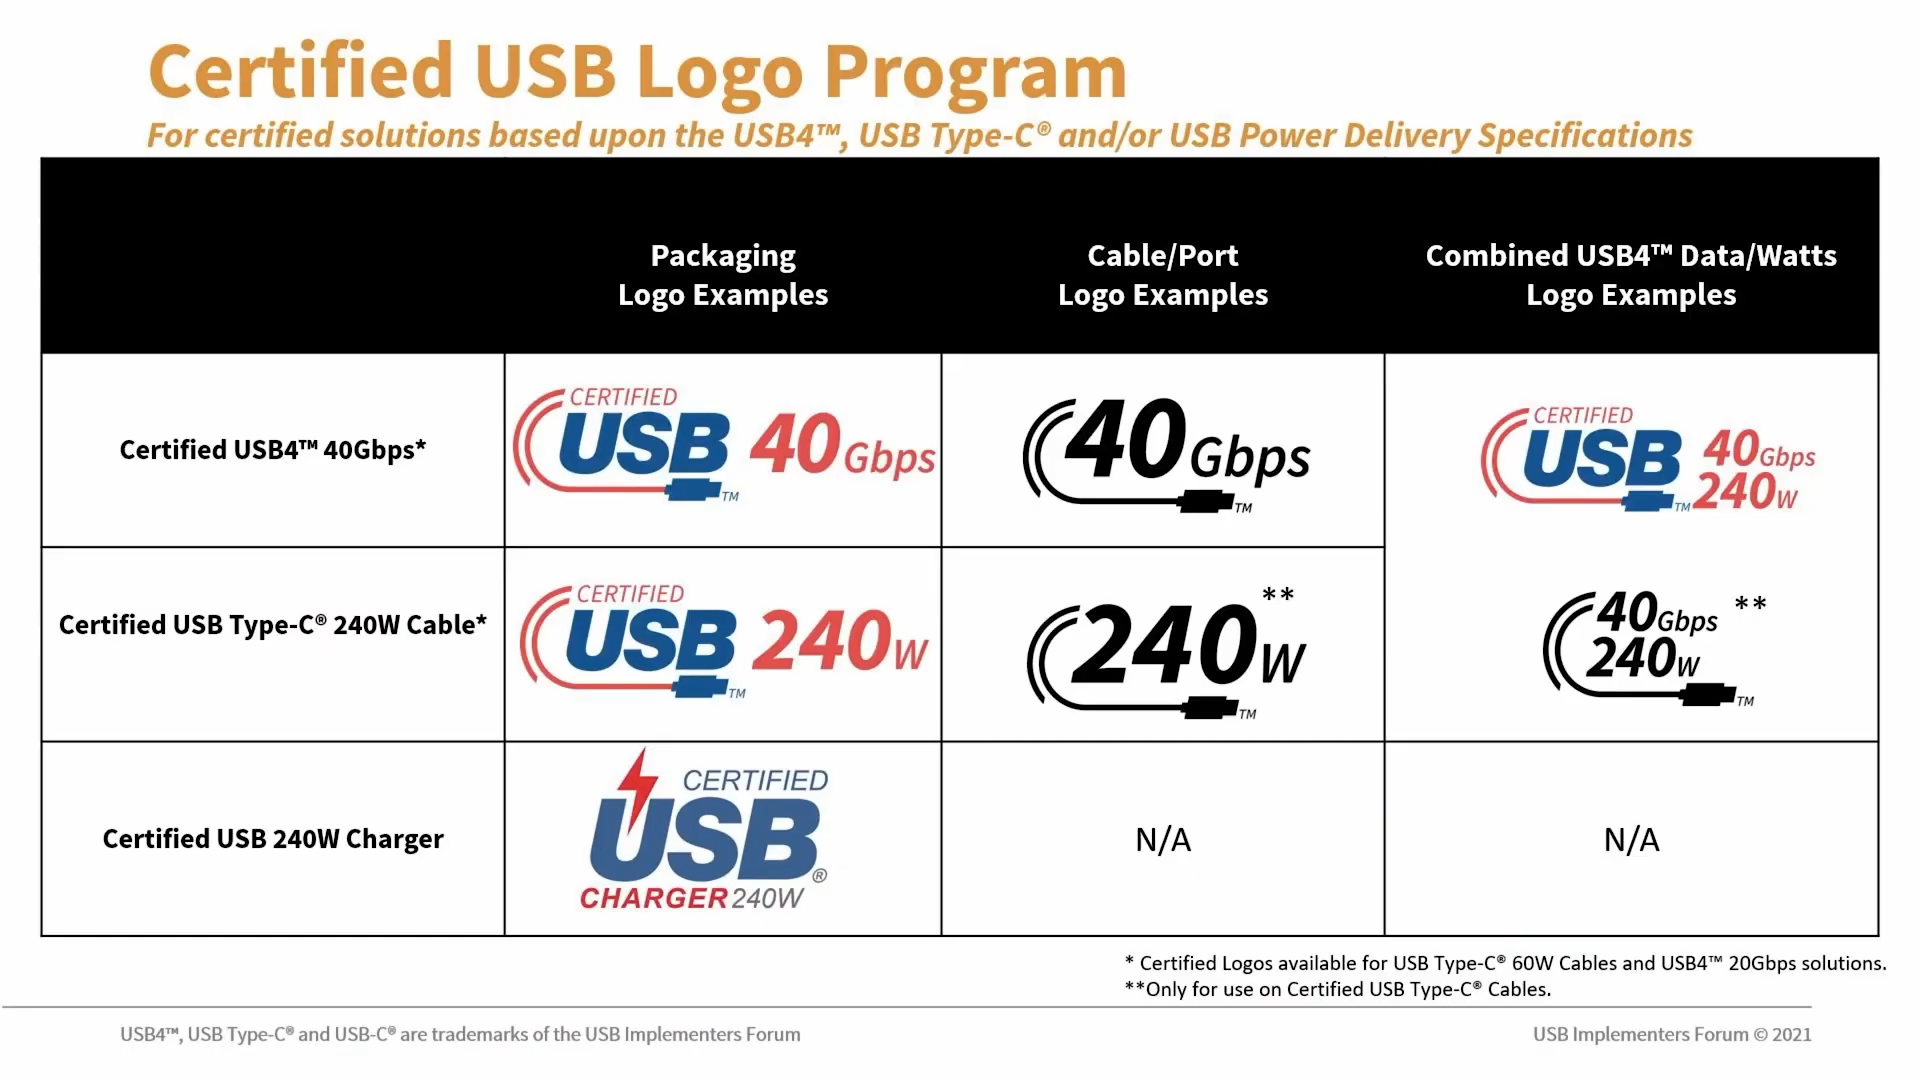 Certified USB Logo Program
For certified solutions based upon the USB4™, USB Type-C® and/or USB Power Delivery Specifications
Packaging
Logo Examples
Cable/Port
Logo Examples
Combined USB4™ Data/Watts
Logo Examples
Certified USB4™ 40Gbps*
CERTIFIED
USB 40Gbps
TM
40Gbps
TM
CERTIFIED
USB 40Gbps
TM 240W
Certified USB Type-C® 240W Cable*
CERTIFIED
USB 240W
TM
**
240W
TM
40Gbps **
240W
TM
Certified USB 240W Charger
CERTIFIED
USB®
CHARGER 240W
N/A
N/A
* Certified Logos available for USB Type-C® 60W Cables and USB4™ 20Gbps solutions.
**Only for use on Certified USB Type-C® Cables.
USB4™, USB Type-C® and USB-C® are trademarks of the USB Implementers Forum
USB Implementers Forum © 2021